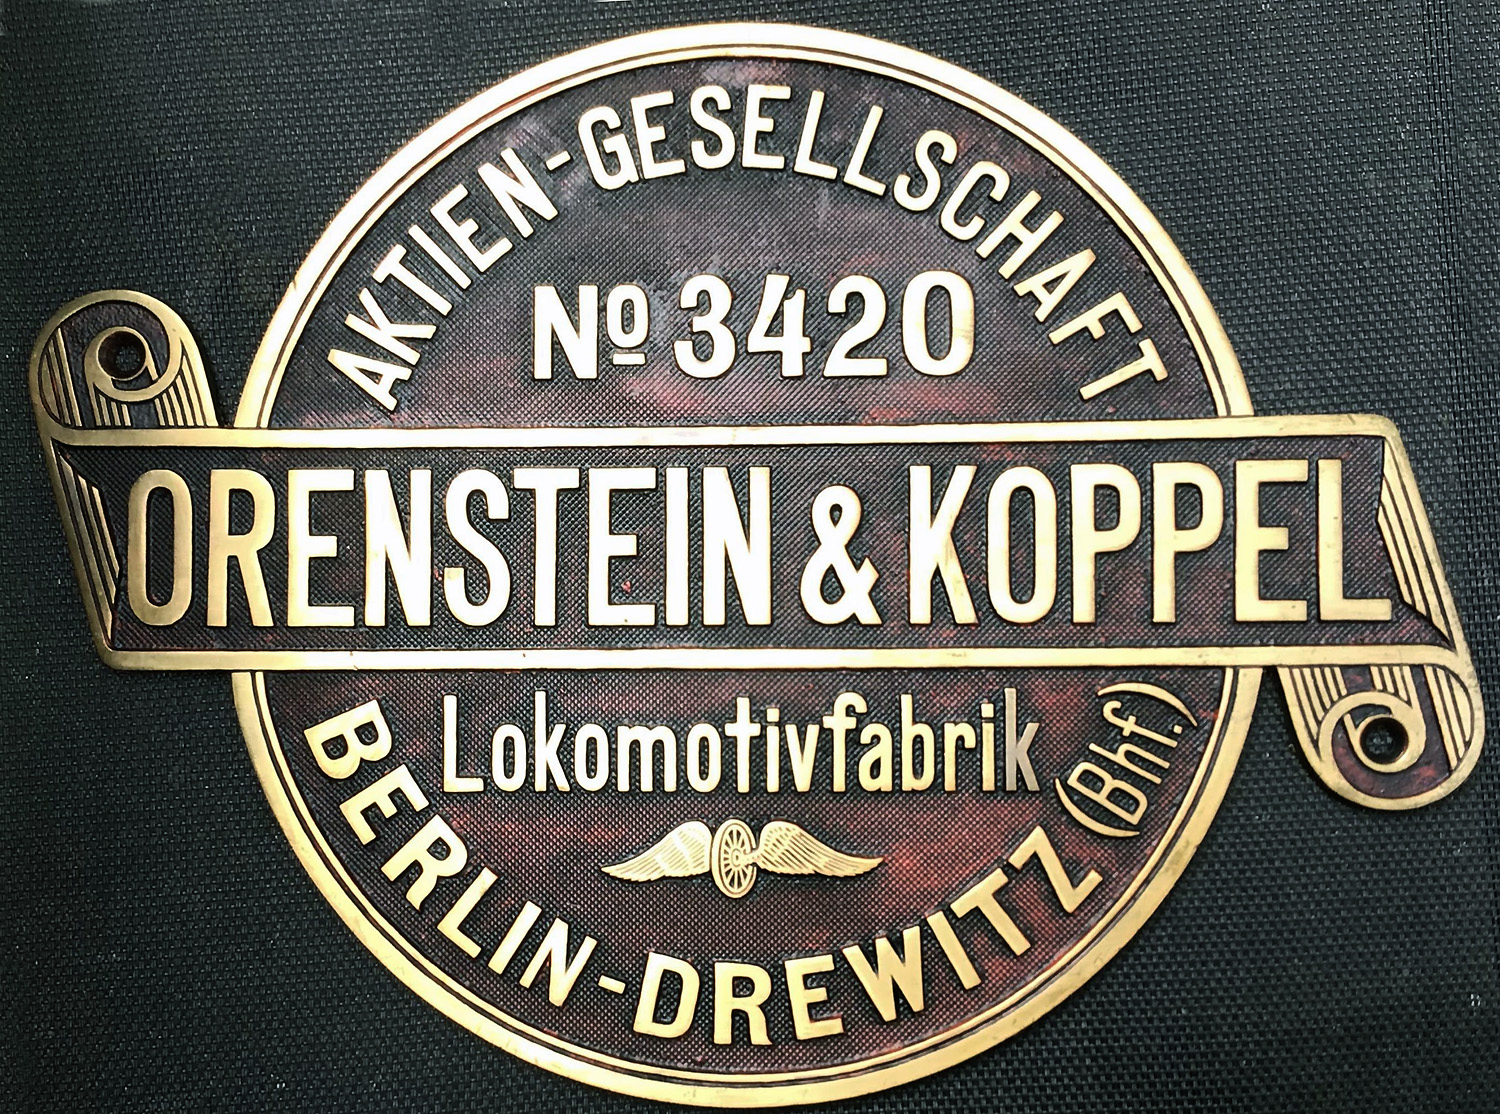 AKTIEN-GESELLSCHAFT
Nº 3420
ORENSTEIN & KOPPEL
Lokomotivfabrik
BERLIN-DREWITZ (Bhf.)